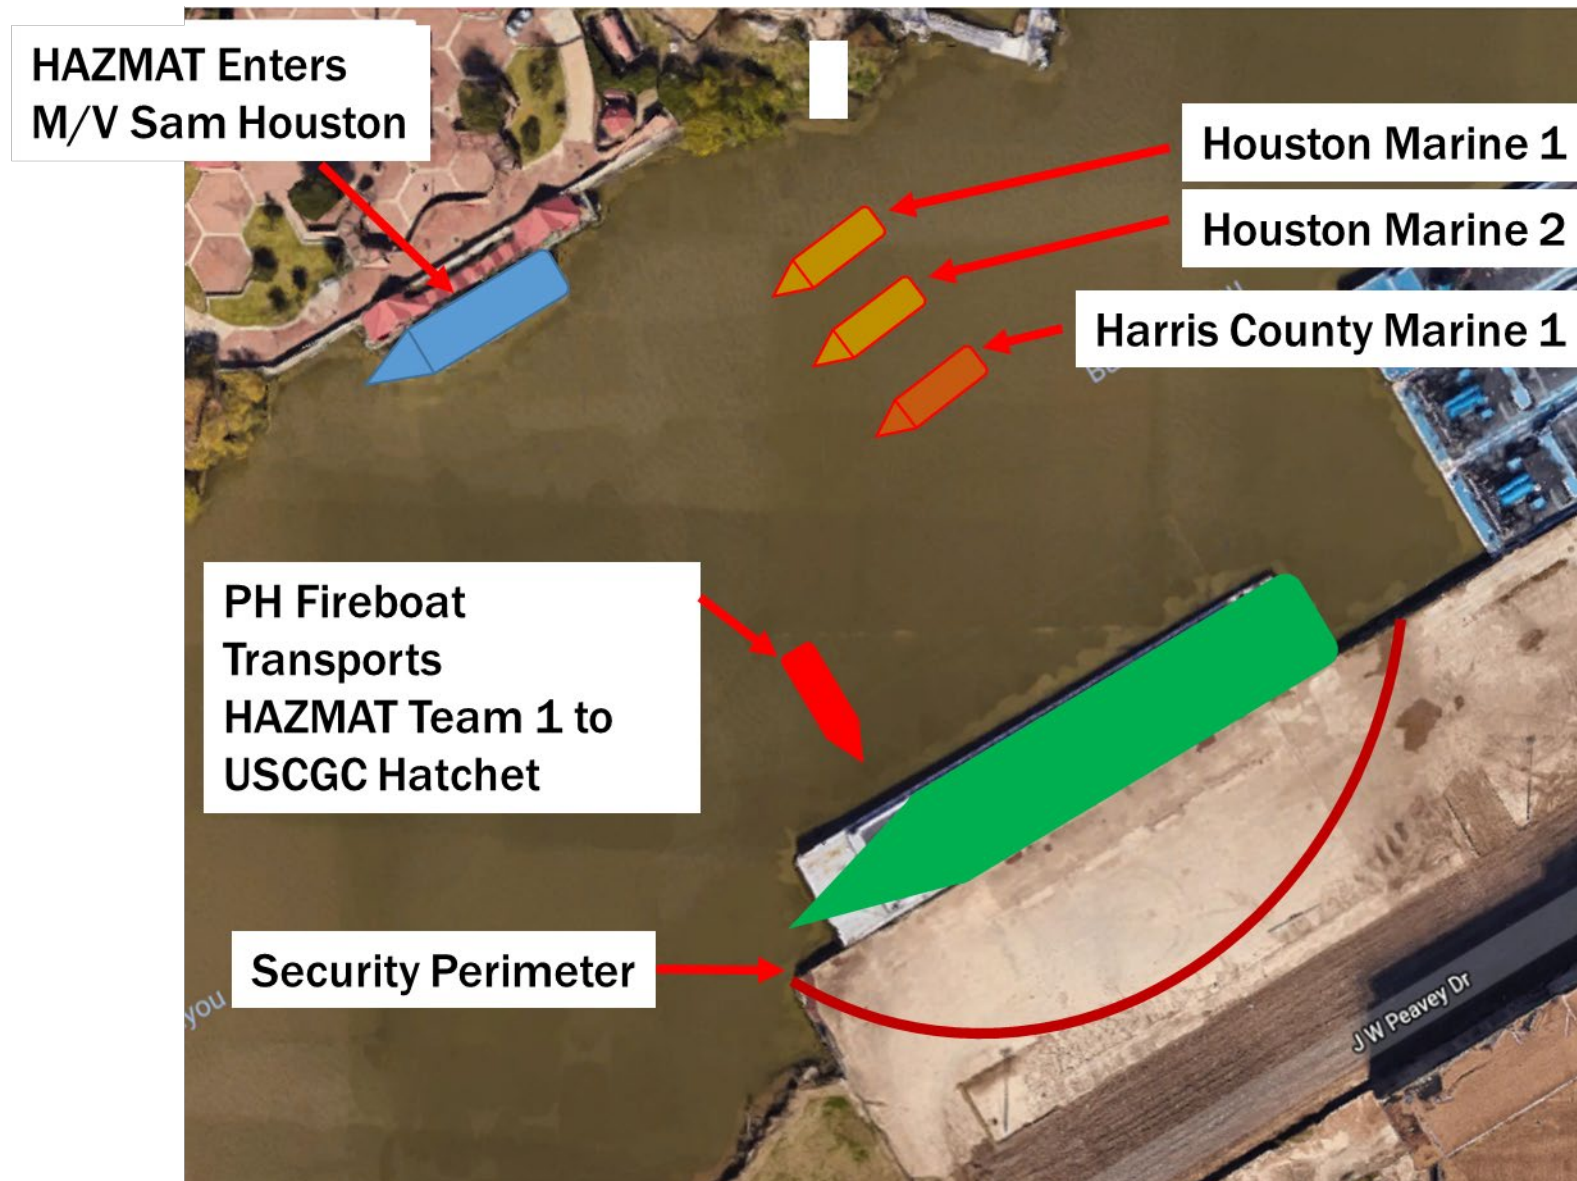 HAZMAT Enters
M/V Sam Houston
Houston Marine 1
Houston Marine 2
Harris County Marine 1
PH Fireboat
Transports
HAZMAT Team 1 to
USCGC Hatchet
Security Perimeter
you
J W Peavey Dr